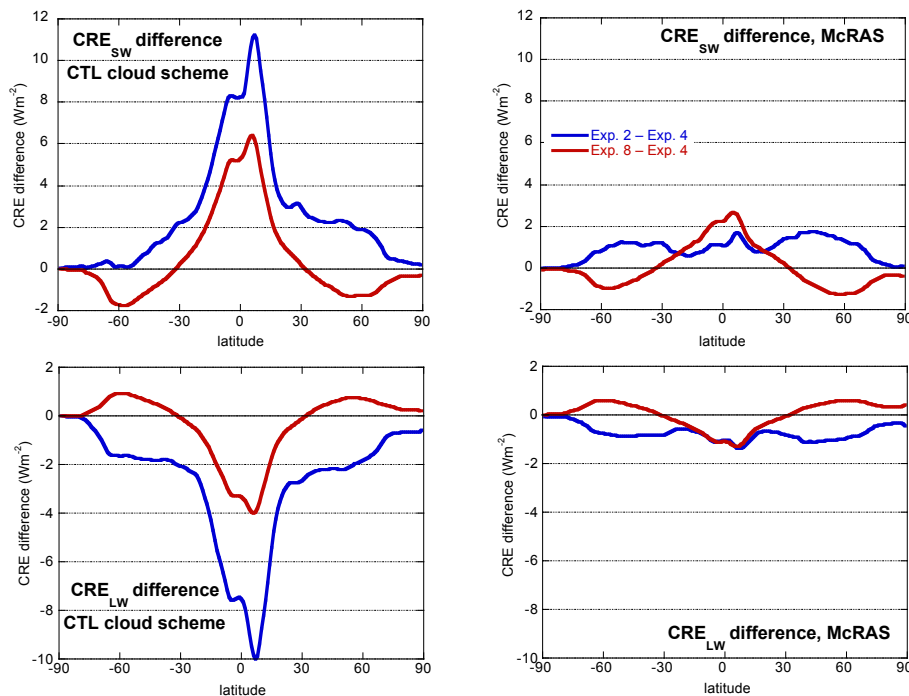 CRE_SW difference
CTL cloud scheme
CRE difference (Wm^-2)
12
10
8
6
4
2
0
-2
-90 -60 -30 0 30 60 90
latitude
CRE_SW difference, McRAS
Exp. 2 – Exp. 4
Exp. 8 – Exp. 4
CRE difference (Wm^-2)
12
10
8
6
4
2
0
-2
-90 -60 -30 0 30 60 90
latitude
CRE difference (Wm^-2)
2
0
-2
-4
-6
-8
-10
CRE_LW difference
CTL cloud scheme
-90 -60 -30 0 30 60 90
latitude
CRE difference (Wm^-2)
2
0
-2
-4
-6
-8
-10
CRE_LW difference, McRAS
-90 -60 -30 0 30 60 90
latitude